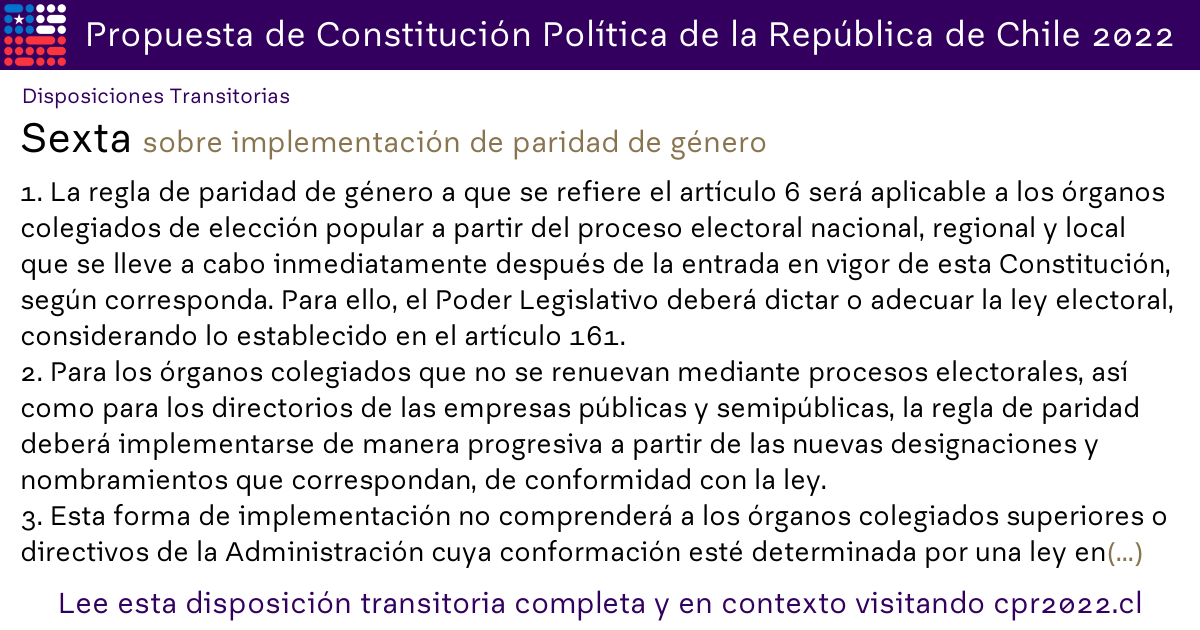 Propuesta de Constitución Política de la República de Chile 2022
Disposiciones Transitorias
Sexta sobre implementación de paridad de género
1. La regla de paridad de género a que se refiere el artículo 6 será aplicable a los órganos
colegiados de elección popular a partir del proceso electoral nacional, regional y local
que se lleve a cabo inmediatamente después de la entrada en vigor de esta Constitución,
según corresponda. Para ello, el Poder Legislativo deberá dictar o adecuar la ley electoral,
considerando lo establecido en el artículo 161.
2. Para los órganos colegiados que no se renuevan mediante procesos electorales, así
como para los directorios de las empresas públicas y semipúblicas, la regla de paridad
deberá implementarse de manera progresiva a partir de las nuevas designaciones y
nombramientos que correspondan, de conformidad con la ley.
3. Esta forma de implementación no comprenderá a los órganos colegiados superiores o
directivos de la Administración cuya conformación esté determinada por una ley en(...)
Lee esta disposición transitoria completa y en contexto visitando cpr2022.cl